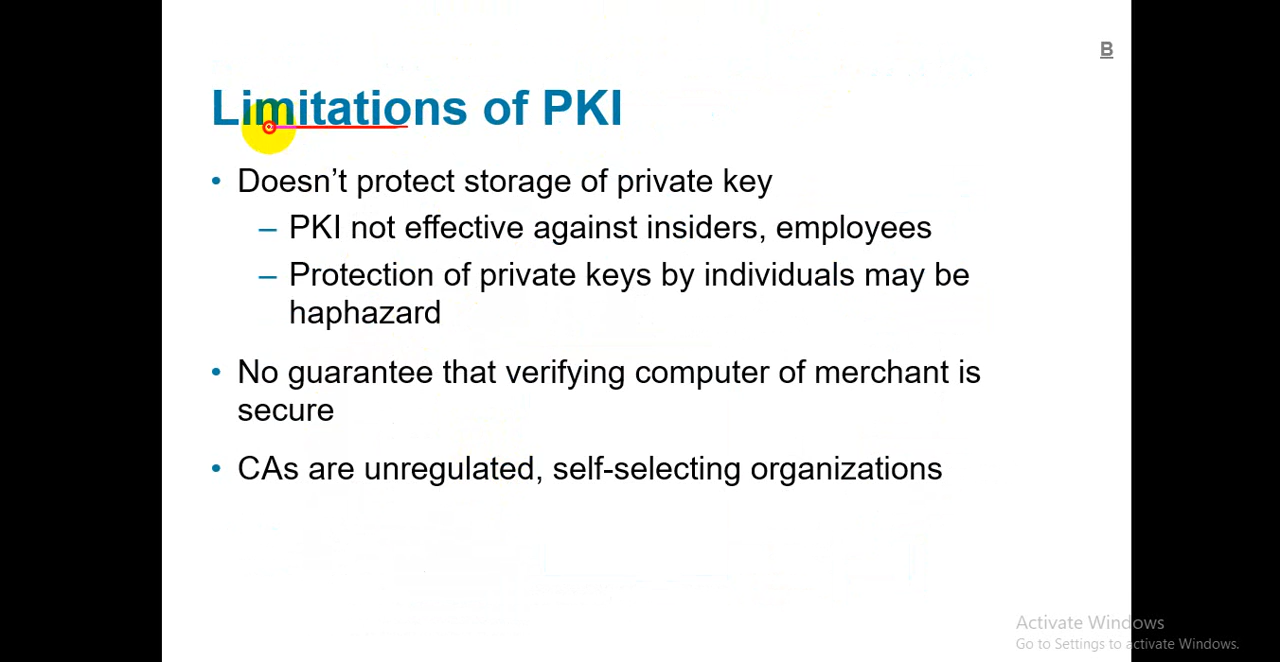 B
Limitations of PKI
• Doesn’t protect storage of private key
– PKI not effective against insiders, employees
– Protection of private keys by individuals may be
haphazard
• No guarantee that verifying computer of merchant is
secure
• CAs are unregulated, self-selecting organizations
Activate Windows
Go to Settings to activate Windows.